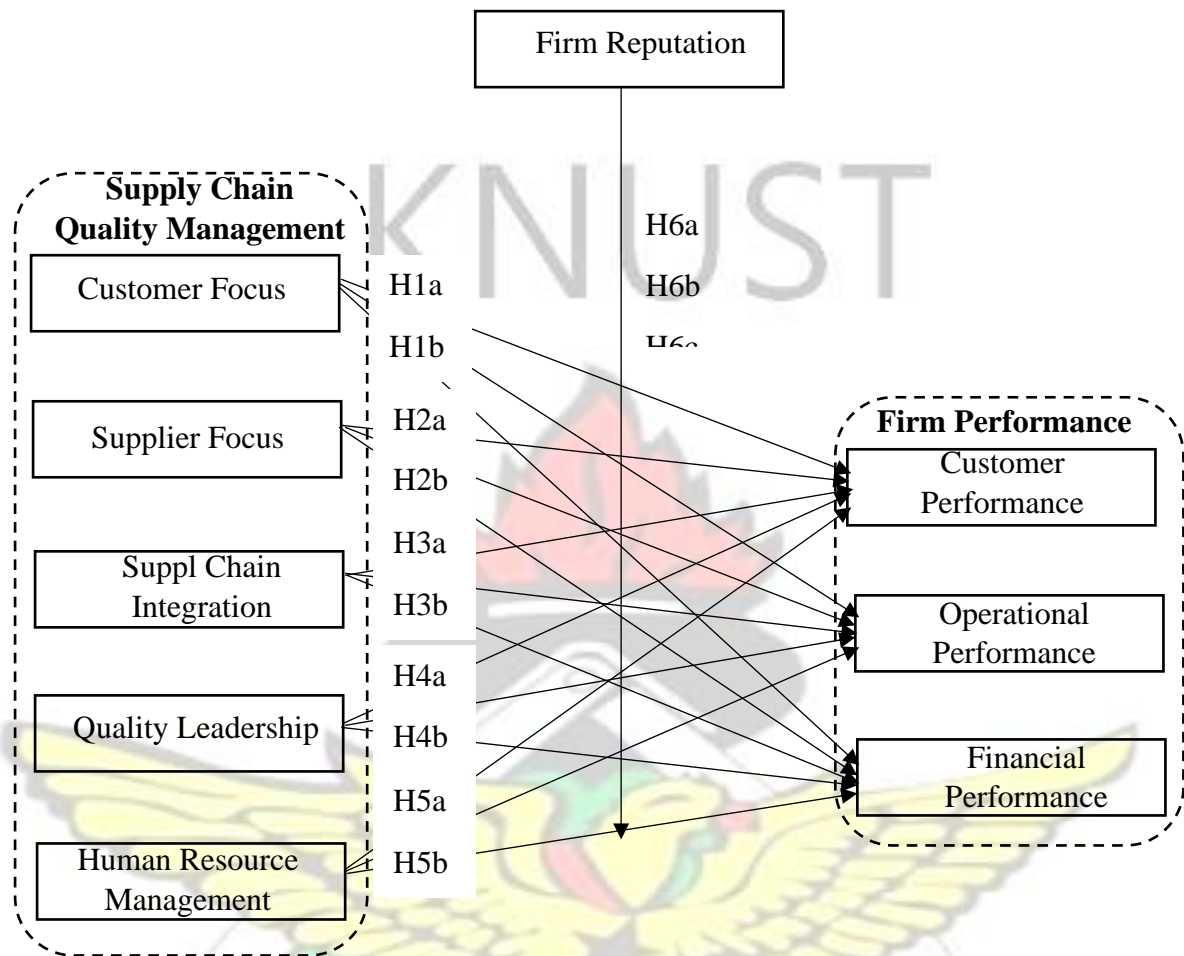 Firm Reputation
KNUST
Supply Chain
Quality Management
Customer Focus
Supplier Focus
Suppl Chain
Integration
Quality Leadership
Human Resource
Management
H1a
H1b
H2a
H2b
H3a
H3b
H4a
H4b
H5a
H5b
H6a
H6b
H6c
Firm Performance
Customer
Performance
Operational
Performance
Financial
Performance